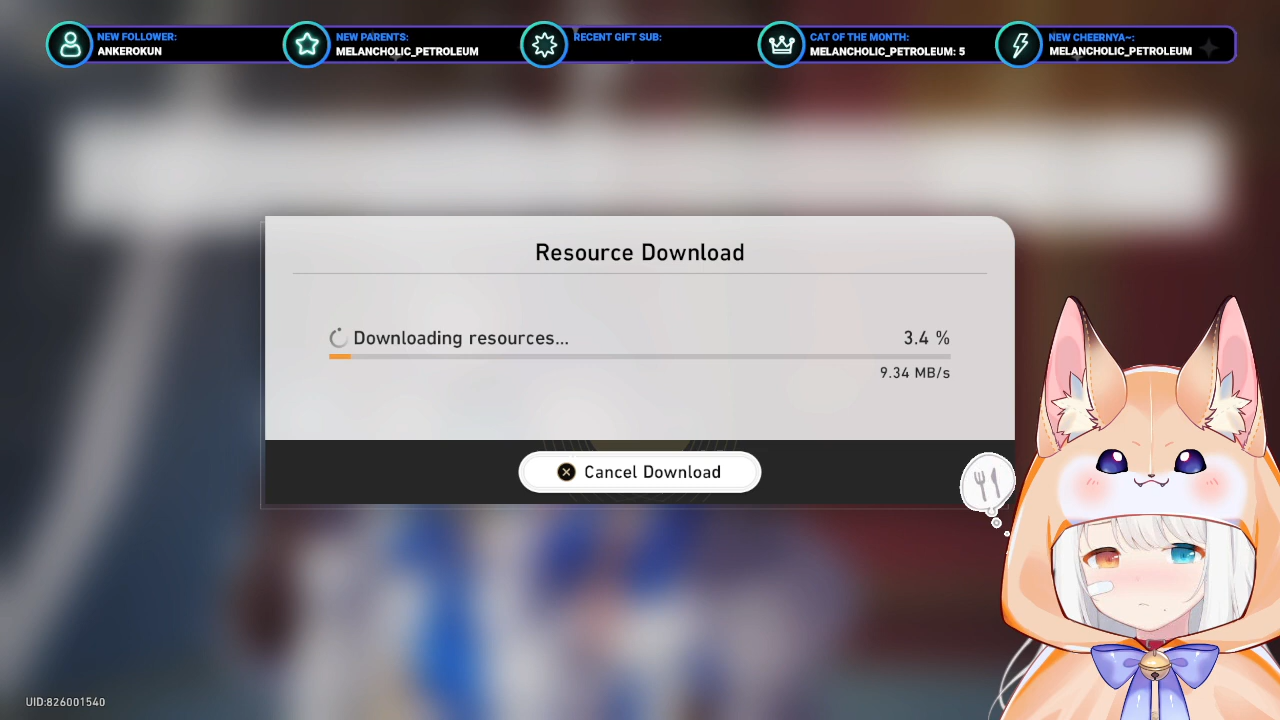 NEW FOLLOWER:
ANKEROKUN
NEW PARENTS:
MELANCHOLIC_PETROLEUM
RECENT GIFT SUB:
CAT OF THE MONTH:
MELANCHOLIC_PETROLEUM: 5
NEW CHEERNYA~:
MELANCHOLIC_PETROLEUM
Resource Download
Downloading resources... 3.4 %
9.34 MB/s
Cancel Download
UID:826001540